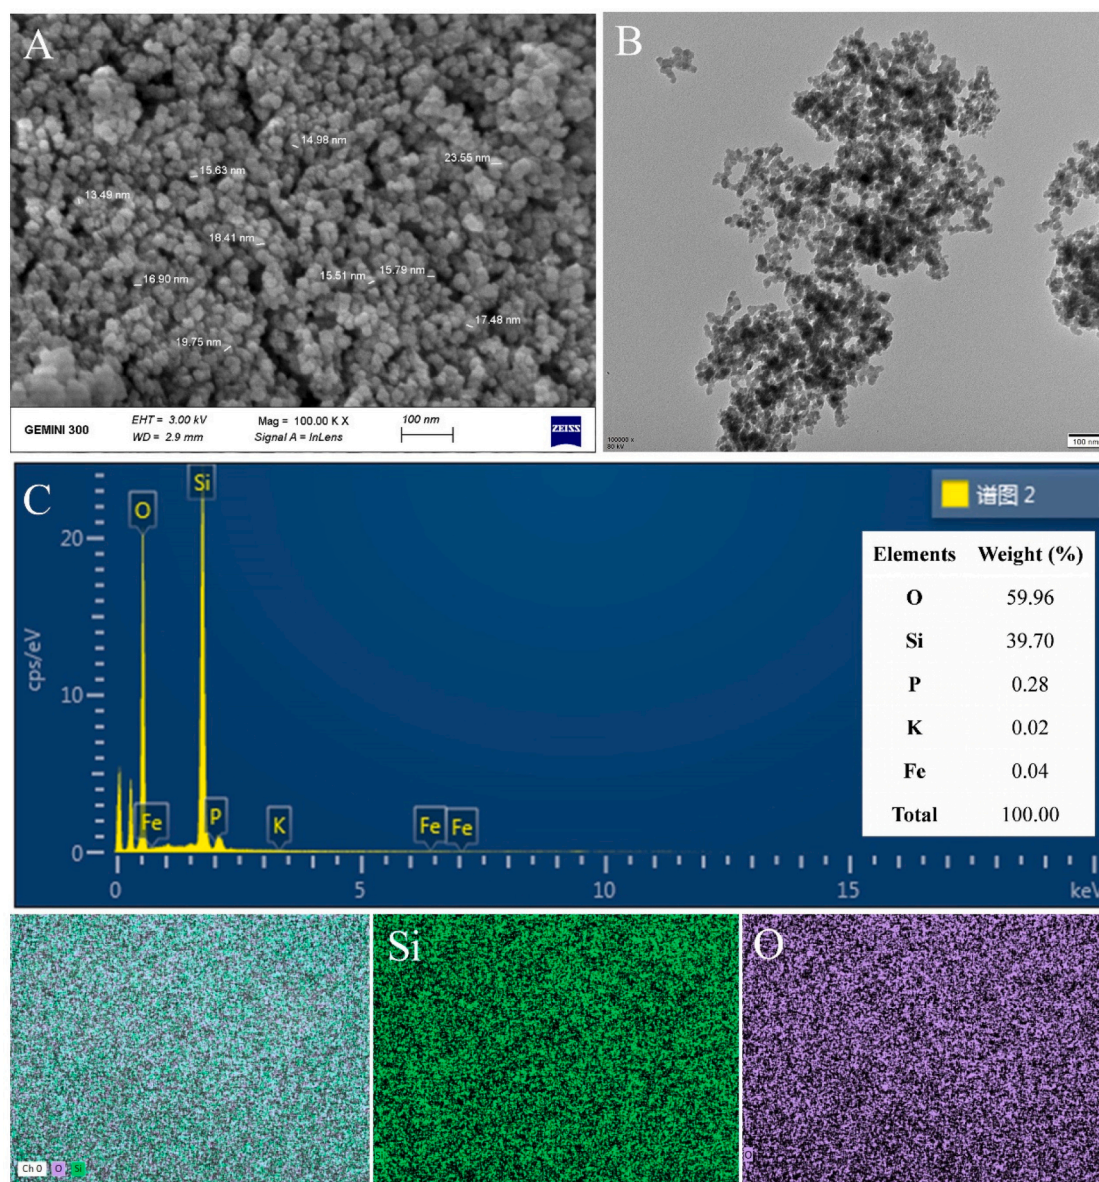 A
14.98 nm
23.55 nm
15.63 nm
13.49 nm
18.41 nm
16.90 nm
15.51 nm
15.79 nm
17.48 nm
19.75 nm
GEMINI 300
EHT = 3.00 kV
WD = 2.9 mm
Mag = 100.00 K X
Signal A = InLens
100 nm
ZEISS
B
100000 x
80 kV
100 nm
C
谱图 2
cps/eV
20
10
0
O
Si
Fe
P
K
Fe
Fe
0
5
10
15
keV
Elements Weight (%)
O 59.96
Si 39.70
P 0.28
K 0.02
Fe 0.04
Total 100.00
Ch 0
O
Si
Si
O
O